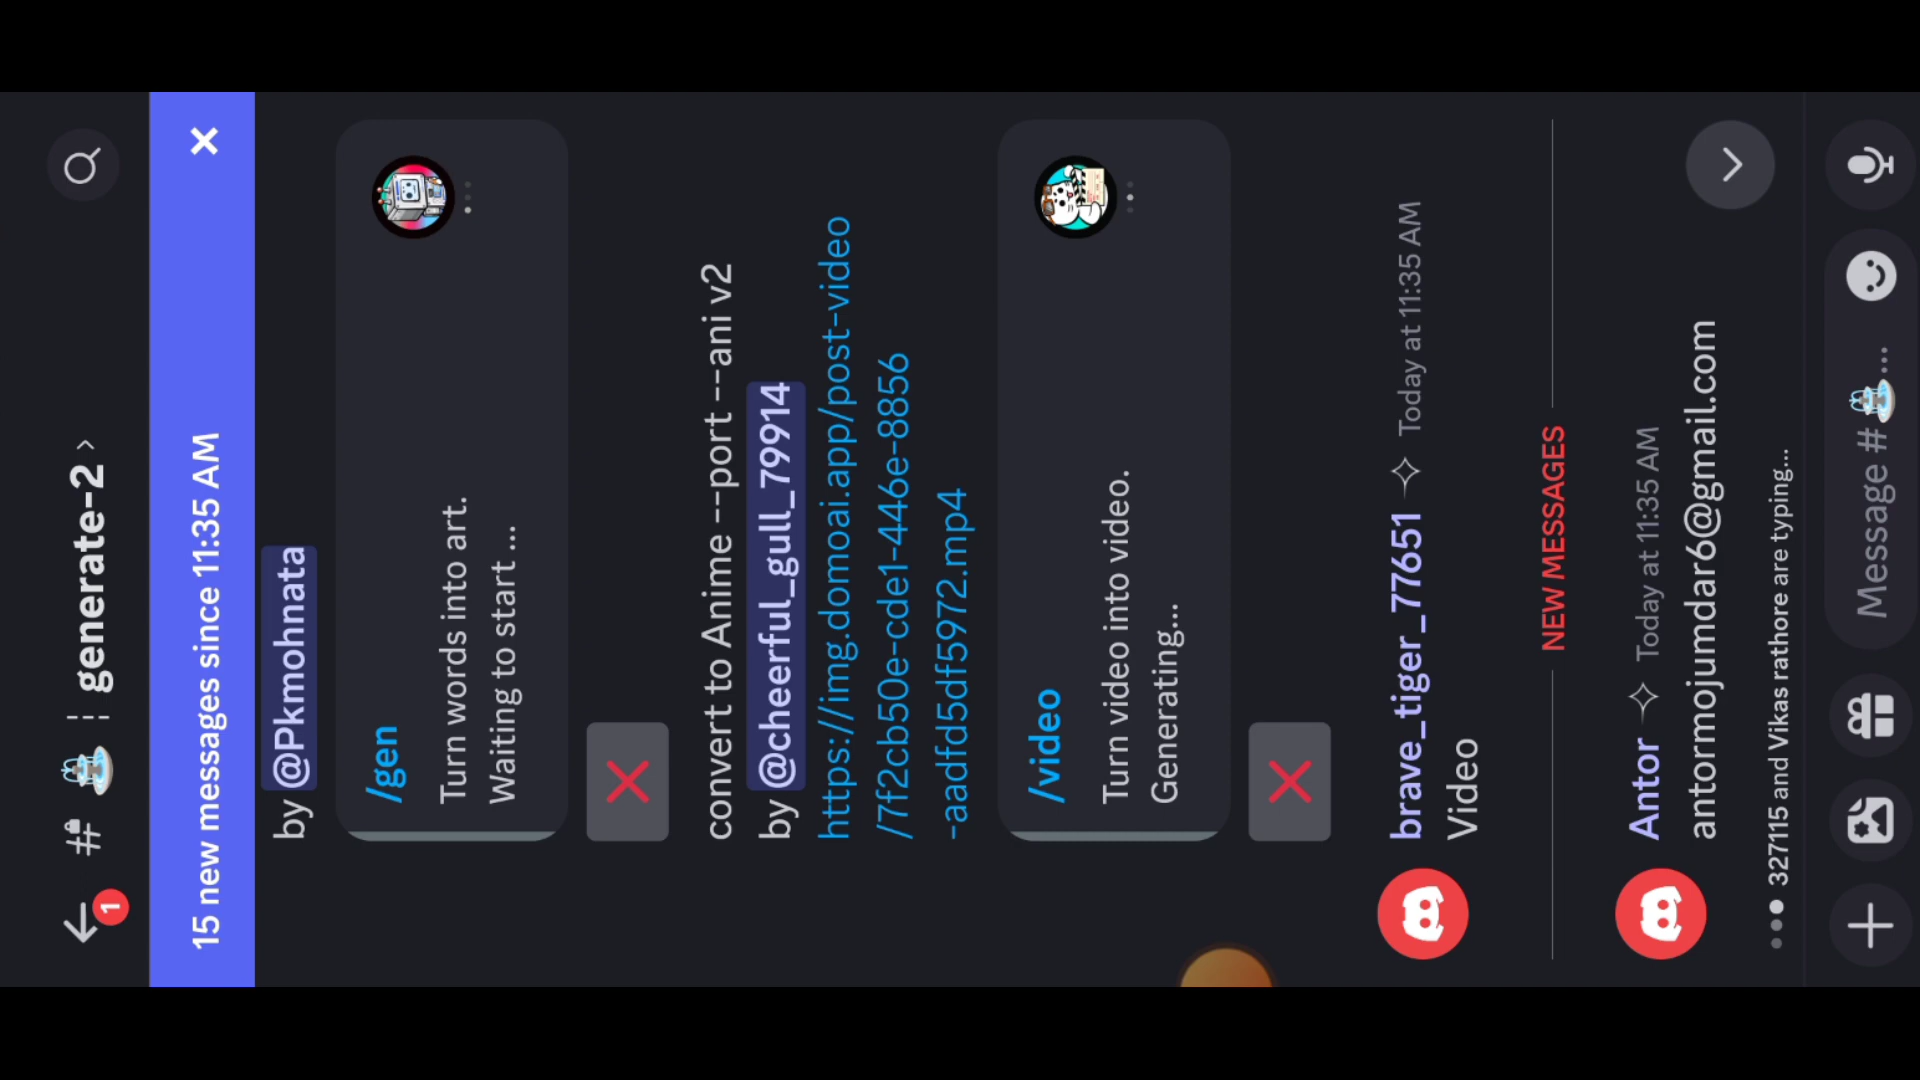 1
#⛲┊generate-2 >
15 new messages since 11:35 AM ×
by @Pkmohnata
/gen
Turn words into art.
Waiting to start ...
convert to Anime --port --ani v2
by @cheerful_gull_79914
https://img.domoai.app/post-video
/7f2cb50e-cde1-446e-8856
-aadfd5df5972.mp4
/video
Turn video into video.
Generating...
brave_tiger_77651 Today at 11:35 AM
Video
NEW MESSAGES
Antor Today at 11:35 AM
antormojumdar6@gmail.com
327115 and Vikas rathore are typing...
Message #⛲...